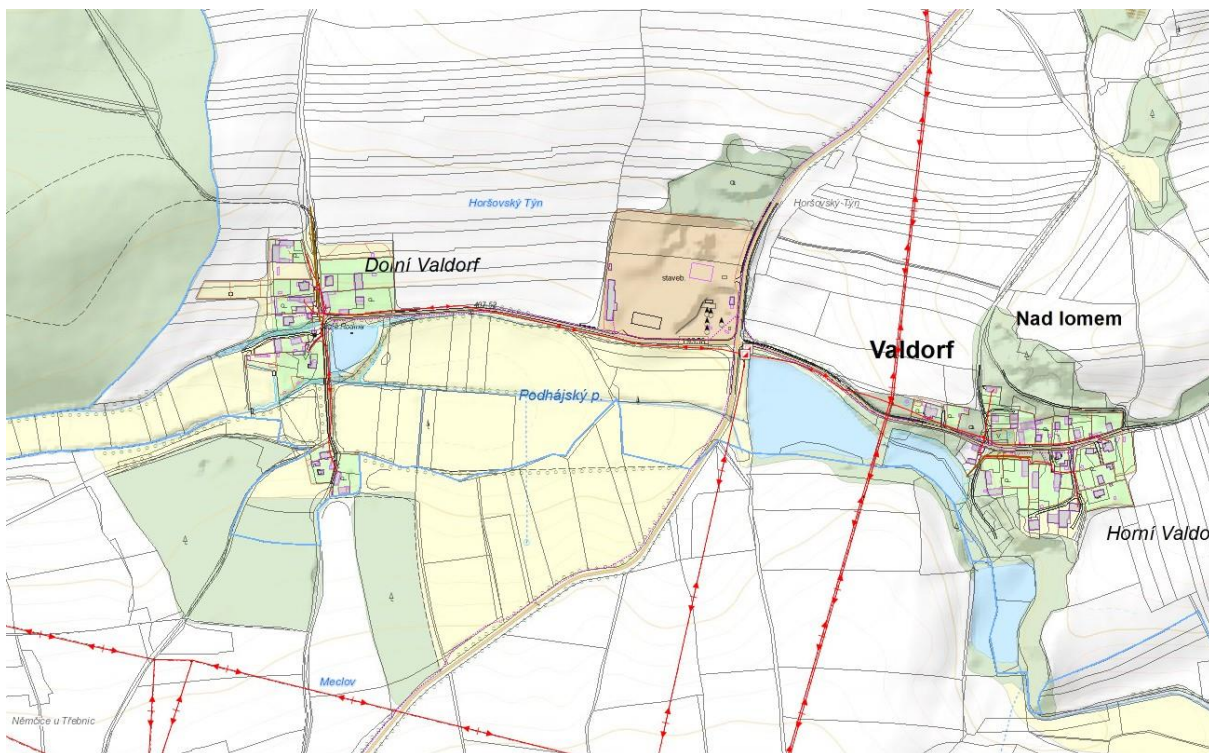 Horšovský Týn
Horšovský Týn
Dolní Valdorf
staveb.
Nad lomem
Valdorf
Podhájský p.
Horní Valdo
Meclov
Němčice u Třebnic